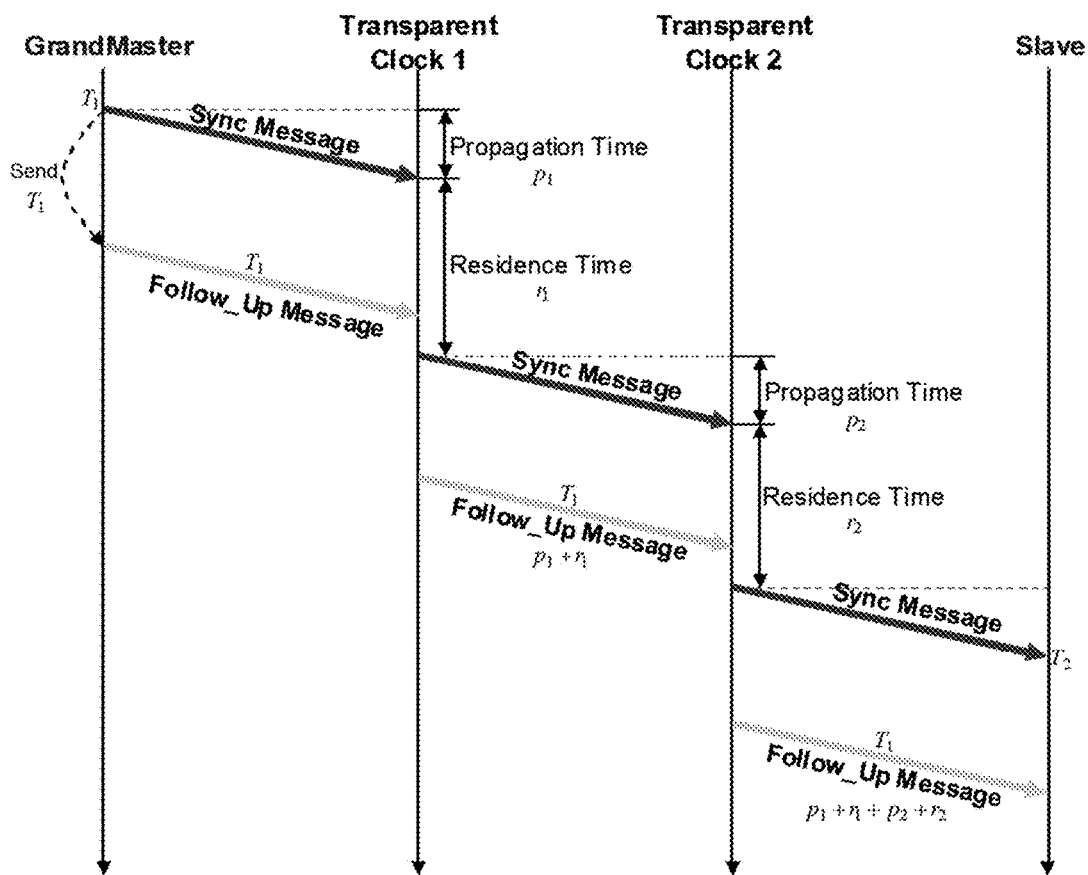 GrandMaster
Transparent
Clock 1
Transparent
Clock 2
Slave
T₁
Sync Message
Propagation Time
p₁
Send
T₁
Residence Time
r₁
T₁
Follow_Up Message
Sync Message
Propagation Time
p₂
T₁
Follow_Up Message
p₁ + r₁
Residence Time
r₂
Sync Message
T₂
T₁
Follow_Up Message
p₁ + r₁ + p₂ + r₂